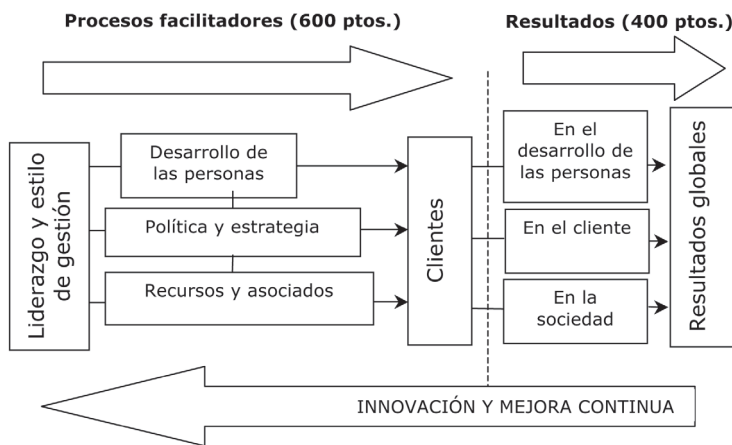 Procesos facilitadores (600 ptos.)
Resultados (400 ptos.)
Liderazgo y estilo
de gestión
Desarrollo de
las personas
Política y estrategia
Recursos y asociados
Clientes
En el
desarrollo de
las personas
En el cliente
En la
sociedad
Resultados globales
INNOVACIÓN Y MEJORA CONTINUA